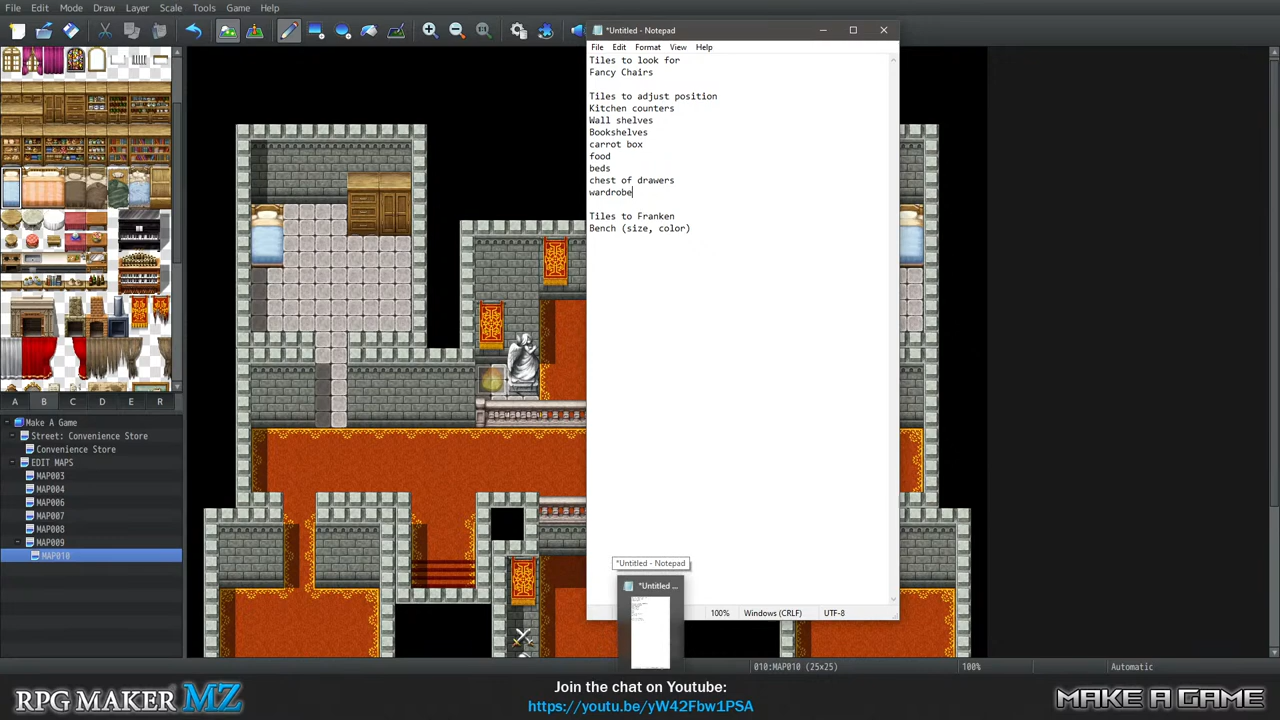 File Edit Mode Draw Layer Scale Tools Game Help
*Untitled - Notepad
File Edit Format View Help
Tiles to look for
Fancy Chairs
Tiles to adjust position
Kitchen counters
Wall shelves
Bookshelves
carrot box
food
beds
chest of drawers
wardrobe
Tiles to Franken
Bench (size, color)
A B C D E R
Make A Game
Street: Convenience Store
Convenience Store
EDIT MAPS
MAP003
MAP004
MAP006
MAP007
MAP008
MAP009
MAP010
*Untitled - Notepad
*Untitled ...
100% Windows (CRLF) UTF-8
010:MAP010 (25x25) 100% Automatic
RPG MAKER MZ
Join the chat on Youtube:
https://youtu.be/yW42Fbw1PSA
MAKE A GAME